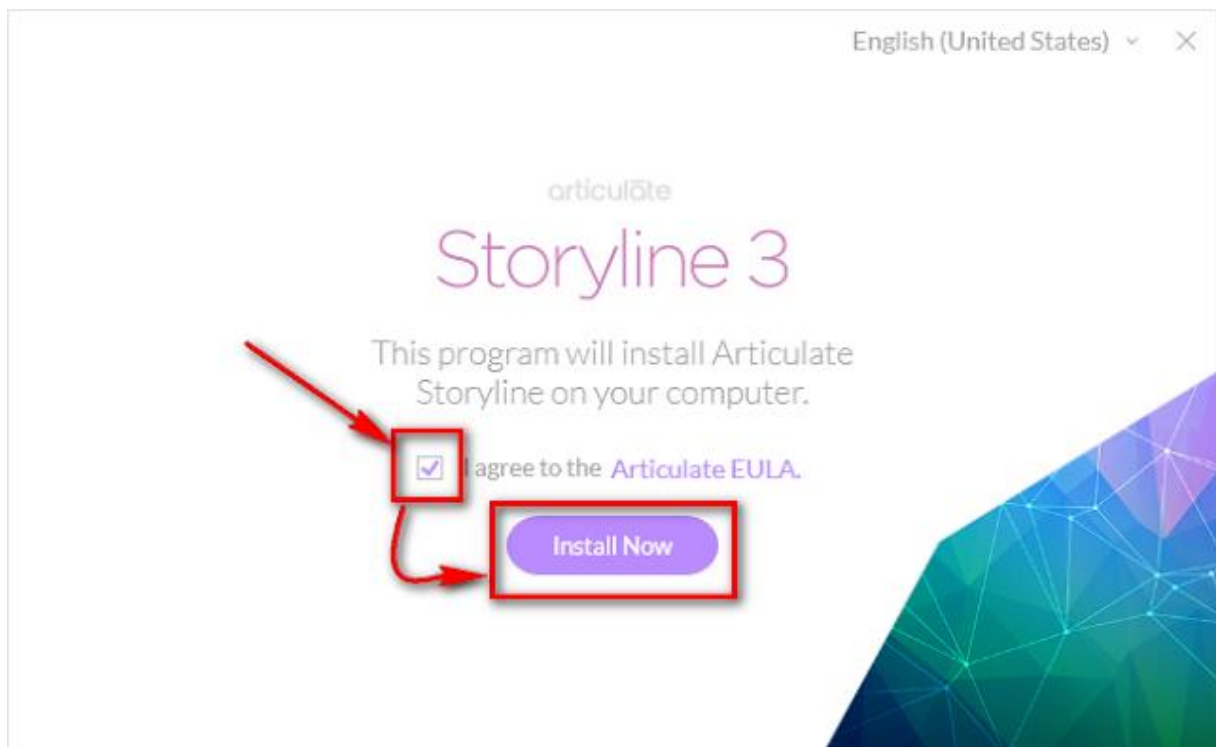 English (United States)
articulāte
Storyline 3
This program will install Articulate
Storyline on your computer.
I agree to the Articulate EULA.
Install Now